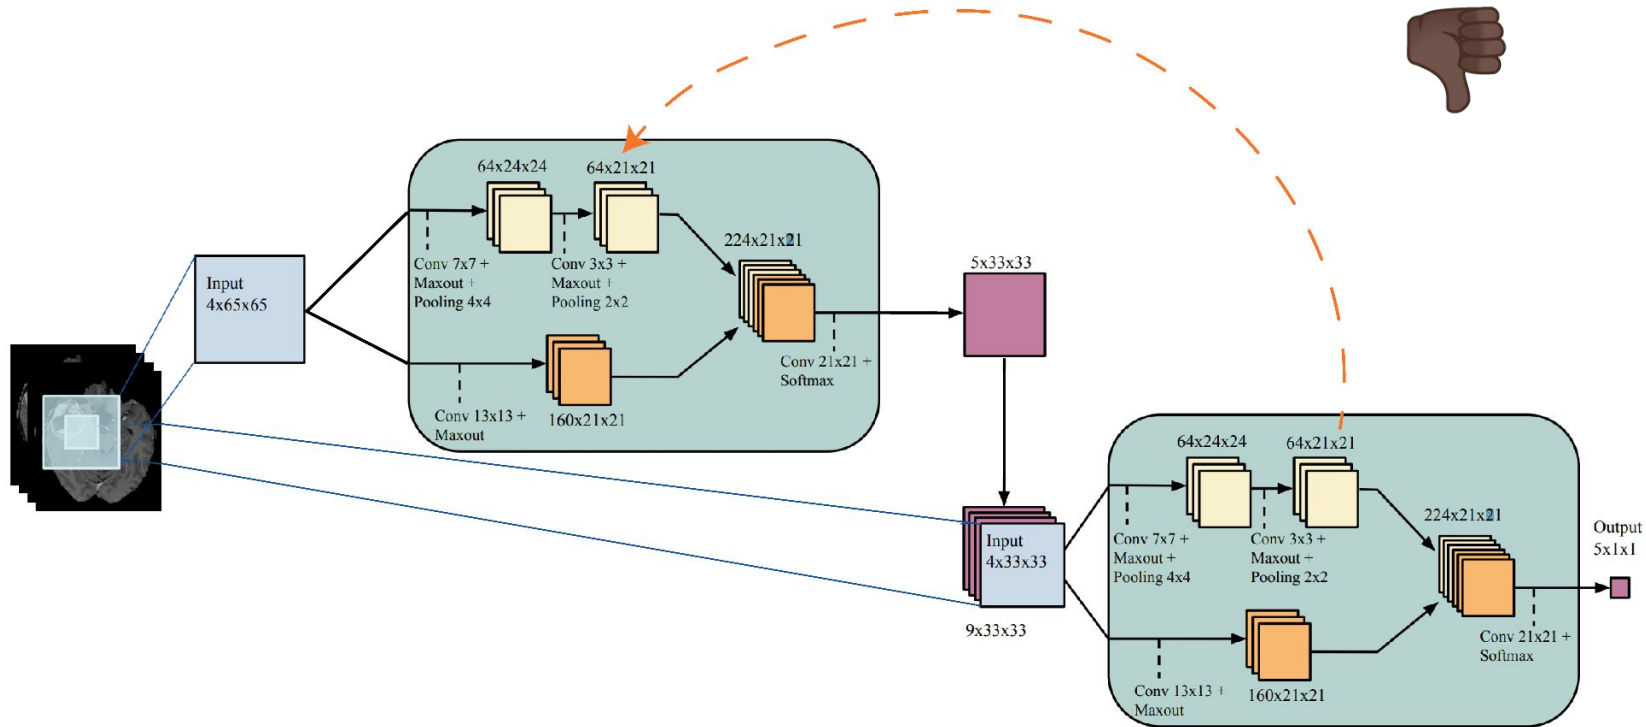 64x24x24
64x21x21
Conv 7x7 +
Maxout +
Pooling 4x4
Conv 3x3 +
Maxout +
Pooling 2x2
224x21x21
Input
4x65x65
Conv 13x13 +
Maxout
160x21x21
Conv 21x21 +
Softmax
5x33x33
Input
4x33x33
9x33x33
64x24x24
64x21x21
Conv 7x7 +
Maxout +
Pooling 4x4
Conv 3x3 +
Maxout +
Pooling 2x2
224x21x21
Conv 13x13 +
Maxout
160x21x21
Conv 21x21 +
Softmax
Output
5x1x1